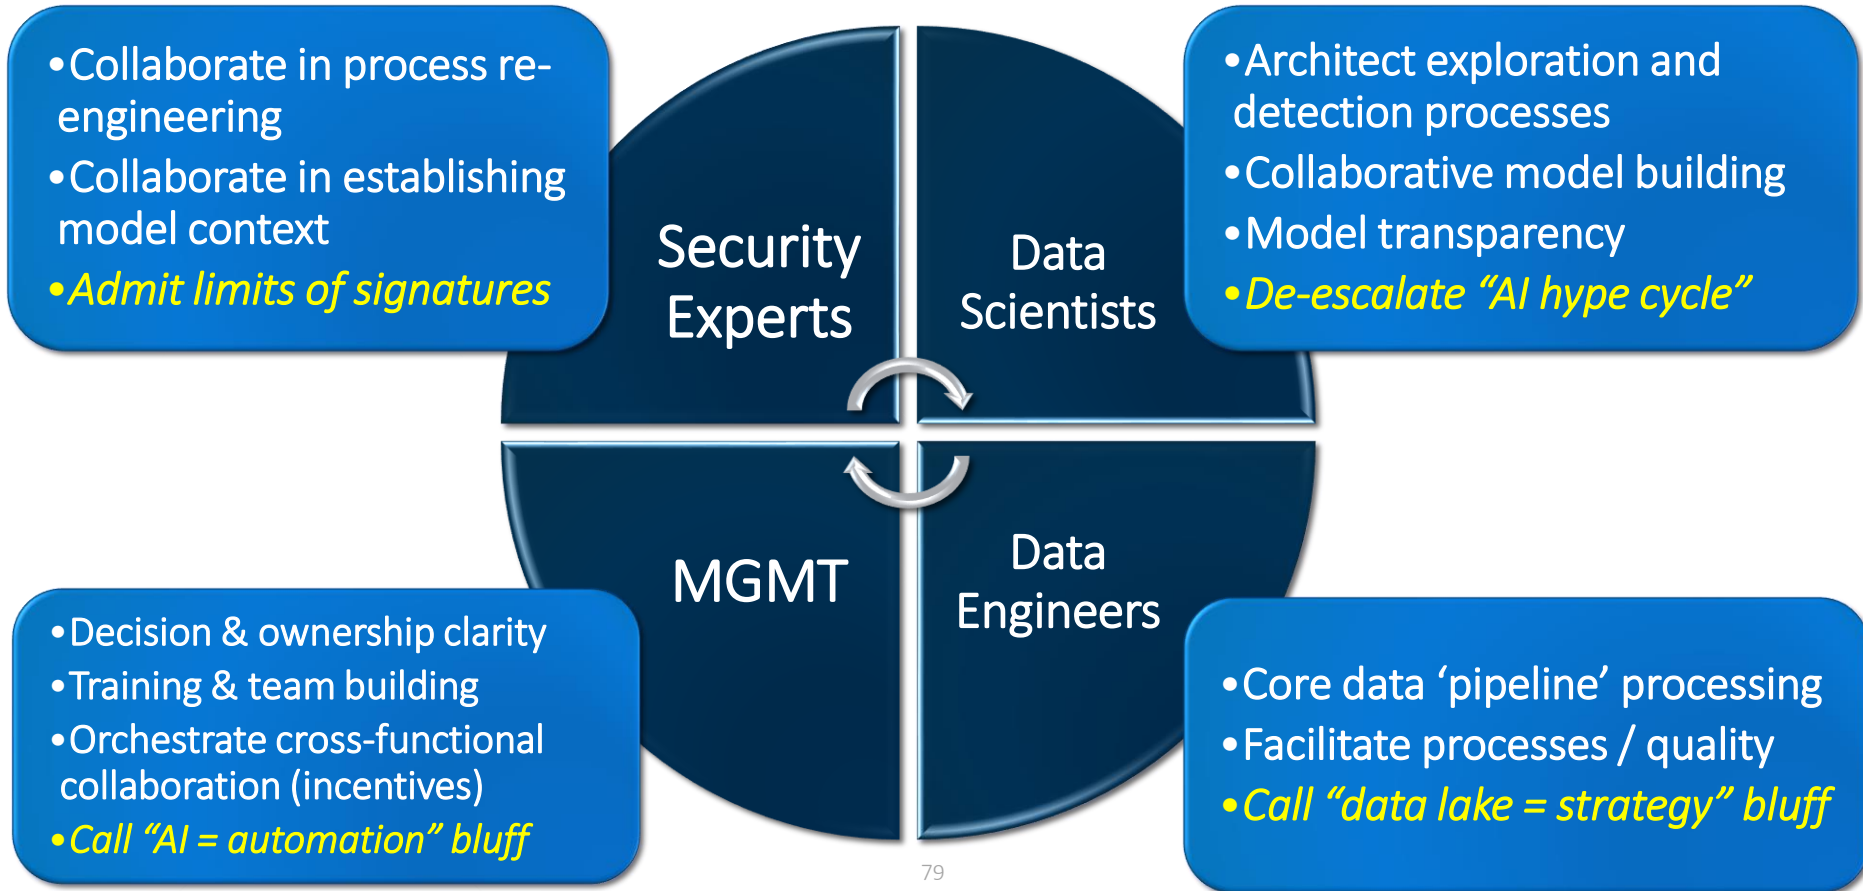 •Collaborate in process re-
engineering
•Collaborate in establishing
model context
•Admit limits of signatures
•Architect exploration and
detection processes
•Collaborative model building
•Model transparency
•De-escalate “AI hype cycle”
Security
Experts
Data
Scientists
MGMT
Data
Engineers
•Decision & ownership clarity
•Training & team building
•Orchestrate cross-functional
collaboration (incentives)
•Call “AI = automation” bluff
•Core data ‘pipeline’ processing
•Facilitate processes / quality
•Call “data lake = strategy” bluff
79